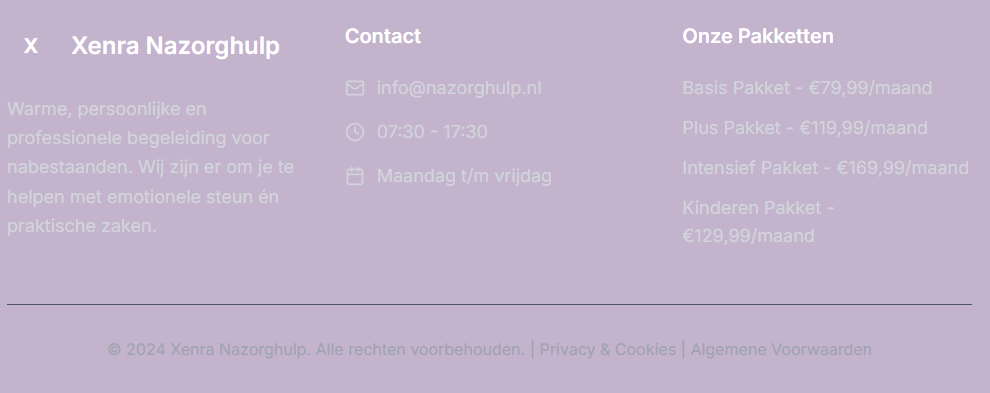 X Xenra Nazorghulp
Warme, persoonlijke en
professionele begeleiding voor
nabestaanden. Wij zijn er om je te
helpen met emotionele steun én
praktische zaken.
Contact
info@nazorghulp.nl
07:30 - 17:30
Maandag t/m vrijdag
Onze Pakketten
Basis Pakket - €79,99/maand
Plus Pakket - €119,99/maand
Intensief Pakket - €169,99/maand
Kinderen Pakket -
€129,99/maand
© 2024 Xenra Nazorghulp. Alle rechten voorbehouden. | Privacy & Cookies | Algemene Voorwaarden